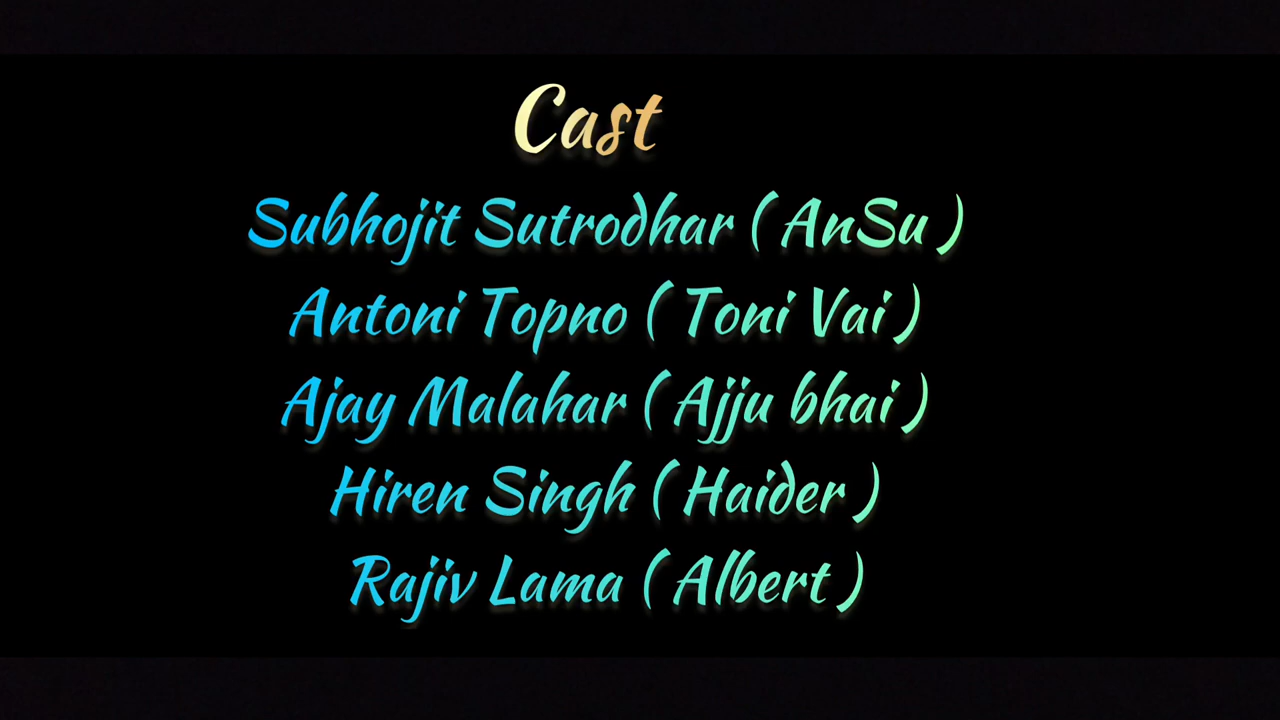 Cast
Subhojit Sutrodhar ( AnSu )
Antoni Topno ( Toni Vai )
Ajay Malahar ( Ajju bhai )
Hiren Singh ( Haider )
Rajiv Lama ( Albert )